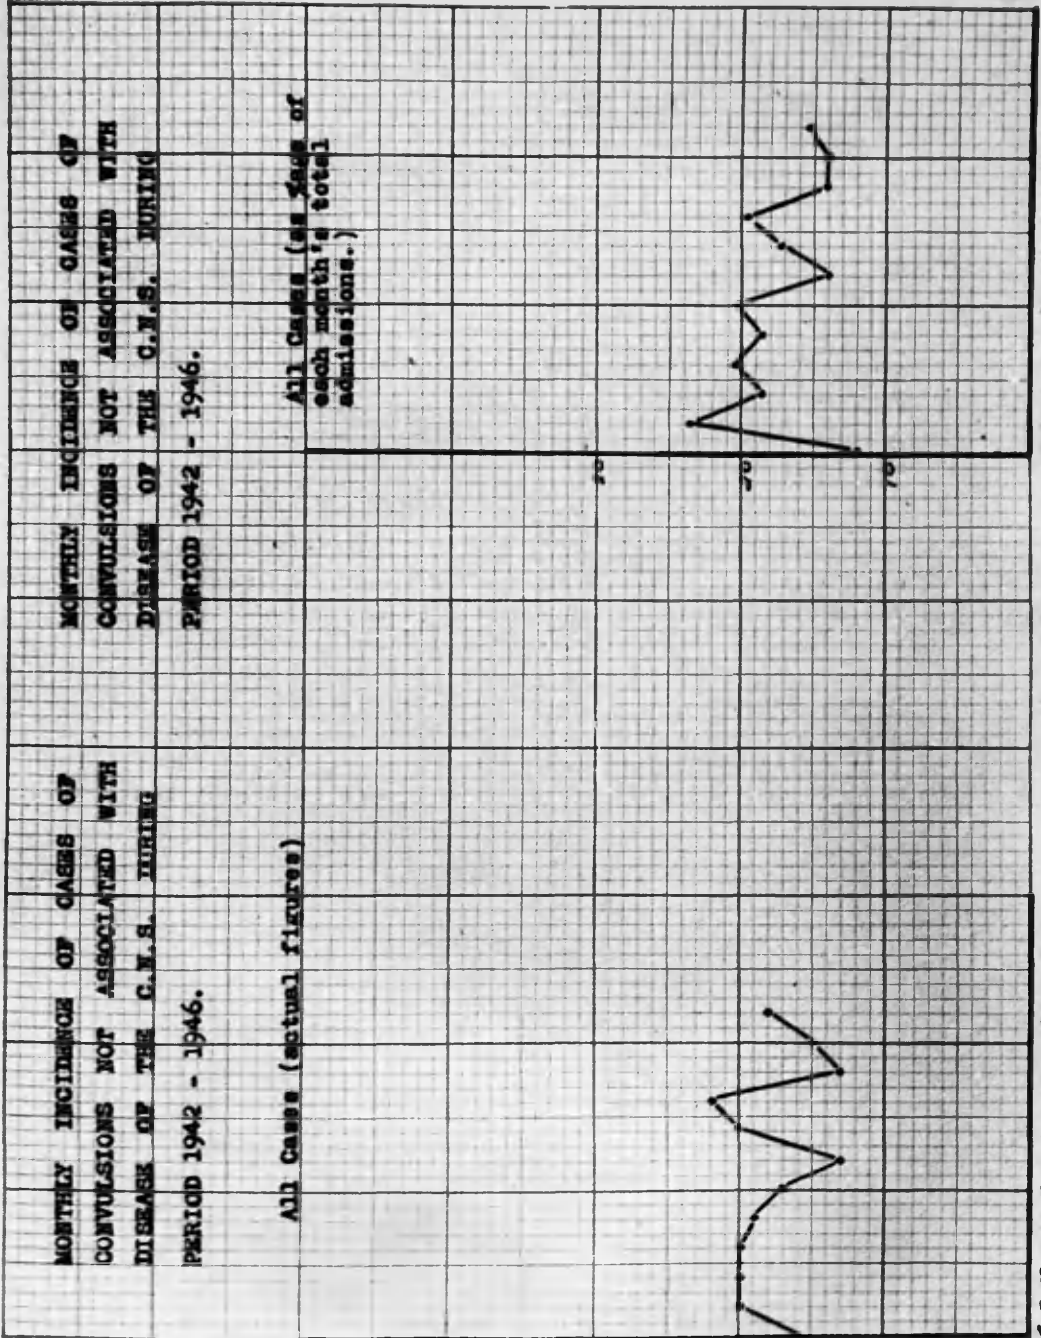 MONTHLY INCIDENCE OF CASES OF
CONVULSIONS NOT ASSOCIATED WITH
DISEASE OF THE C.N.S. DURING
PERIOD 1942 - 1946.
All Cases (actual figures)
MONTHLY INCIDENCE OF CASES OF
CONVULSIONS NOT ASSOCIATED WITH
DISEASE OF THE C.N.S. DURING
PERIOD 1942 - 1946.
All Cases (as %age of
each month's total
admissions.)